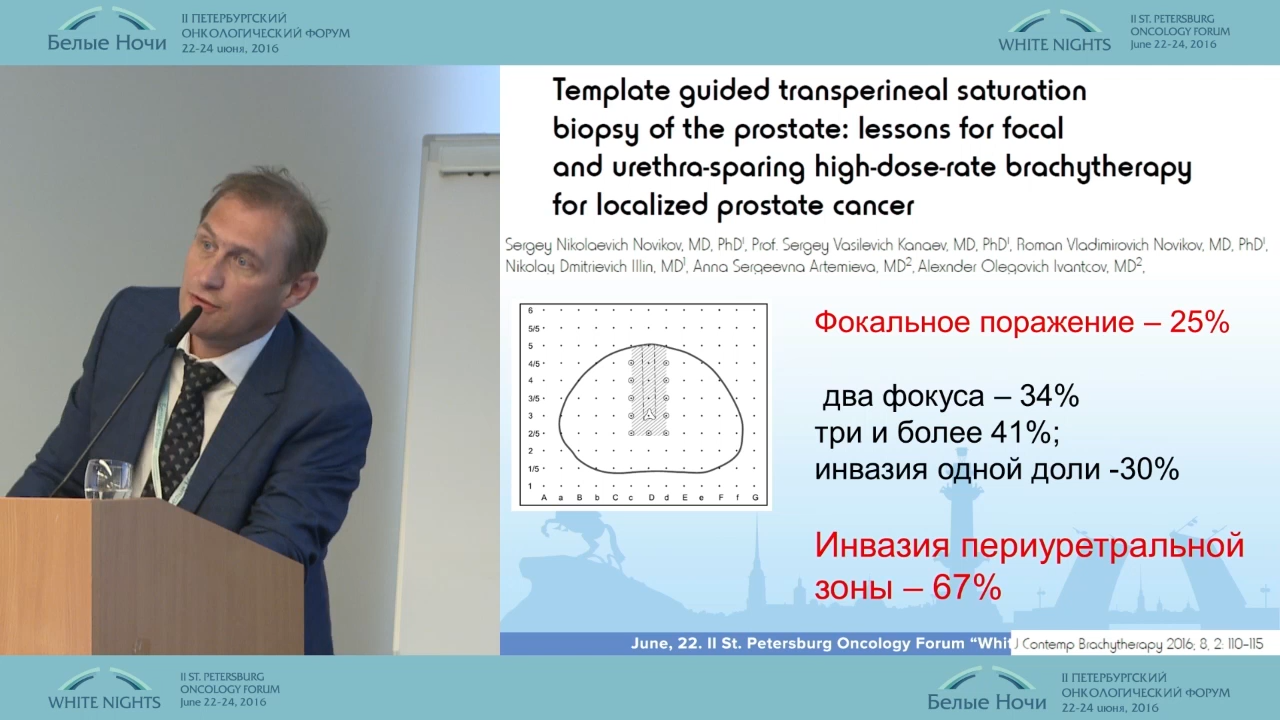 Белые Ночи
II ПЕТЕРБУРГСКИЙ
ОНКОЛОГИЧЕСКИЙ ФОРУМ
22-24 июня, 2016
WHITE NIGHTS
II ST. PETERSBURG
ONCOLOGY FORUM
June 22-24, 2016
Template guided transperineal saturation
biopsy of the prostate: lessons for focal
and urethra-sparing high-dose-rate brachytherapy
for localized prostate cancer
Sergey Nikolaevich Novikov, MD, PhD¹, Prof. Sergey Vasilevich Kanaev, MD, PhD¹, Roman Vladimirovich Novikov, MD, PhD¹,
Nikolay Dmitrievich Illin, MD¹, Anna Sergeevna Artemieva, MD², Alexnder Olegovich Ivantcov, MD²,
6
5/5
5
4/5
4
3/5
3
2/5
2
1/5
1
A a B b C c D d E e F f G
Фокальное поражение – 25%
два фокуса – 34%
три и более 41%;
инвазия одной доли -30%
Инвазия периуретральной
зоны – 67%
June, 22. II St. Petersburg Oncology Forum “Whit
J Contemp Brachytherapy 2016; 8, 2: 110–115
WHITE NIGHTS
II ST. PETERSBURG
ONCOLOGY FORUM
June 22-24, 2016
Белые Ночи
II ПЕТЕРБУРГСКИЙ
ОНКОЛОГИЧЕСКИЙ ФОРУМ
22-24 июня, 2016